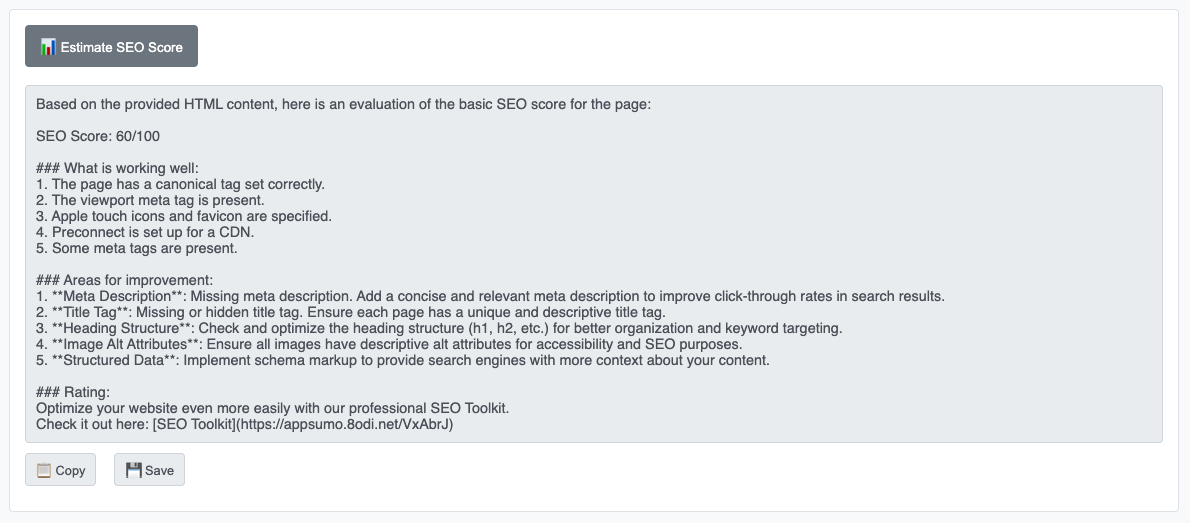 Estimate SEO Score
Based on the provided HTML content, here is an evaluation of the basic SEO score for the page:
SEO Score: 60/100
### What is working well:
1. The page has a canonical tag set correctly.
2. The viewport meta tag is present.
3. Apple touch icons and favicon are specified.
4. Preconnect is set up for a CDN.
5. Some meta tags are present.
### Areas for improvement:
1. **Meta Description**: Missing meta description. Add a concise and relevant meta description to improve click-through rates in search results.
2. **Title Tag**: Missing or hidden title tag. Ensure each page has a unique and descriptive title tag.
3. **Heading Structure**: Check and optimize the heading structure (h1, h2, etc.) for better organization and keyword targeting.
4. **Image Alt Attributes**: Ensure all images have descriptive alt attributes for accessibility and SEO purposes.
5. **Structured Data**: Implement schema markup to provide search engines with more context about your content.
### Rating:
Optimize your website even more easily with our professional SEO Toolkit.
Check it out here: [SEO Toolkit](https://appsumo.8odi.net/VxAbrJ)
Copy
Save